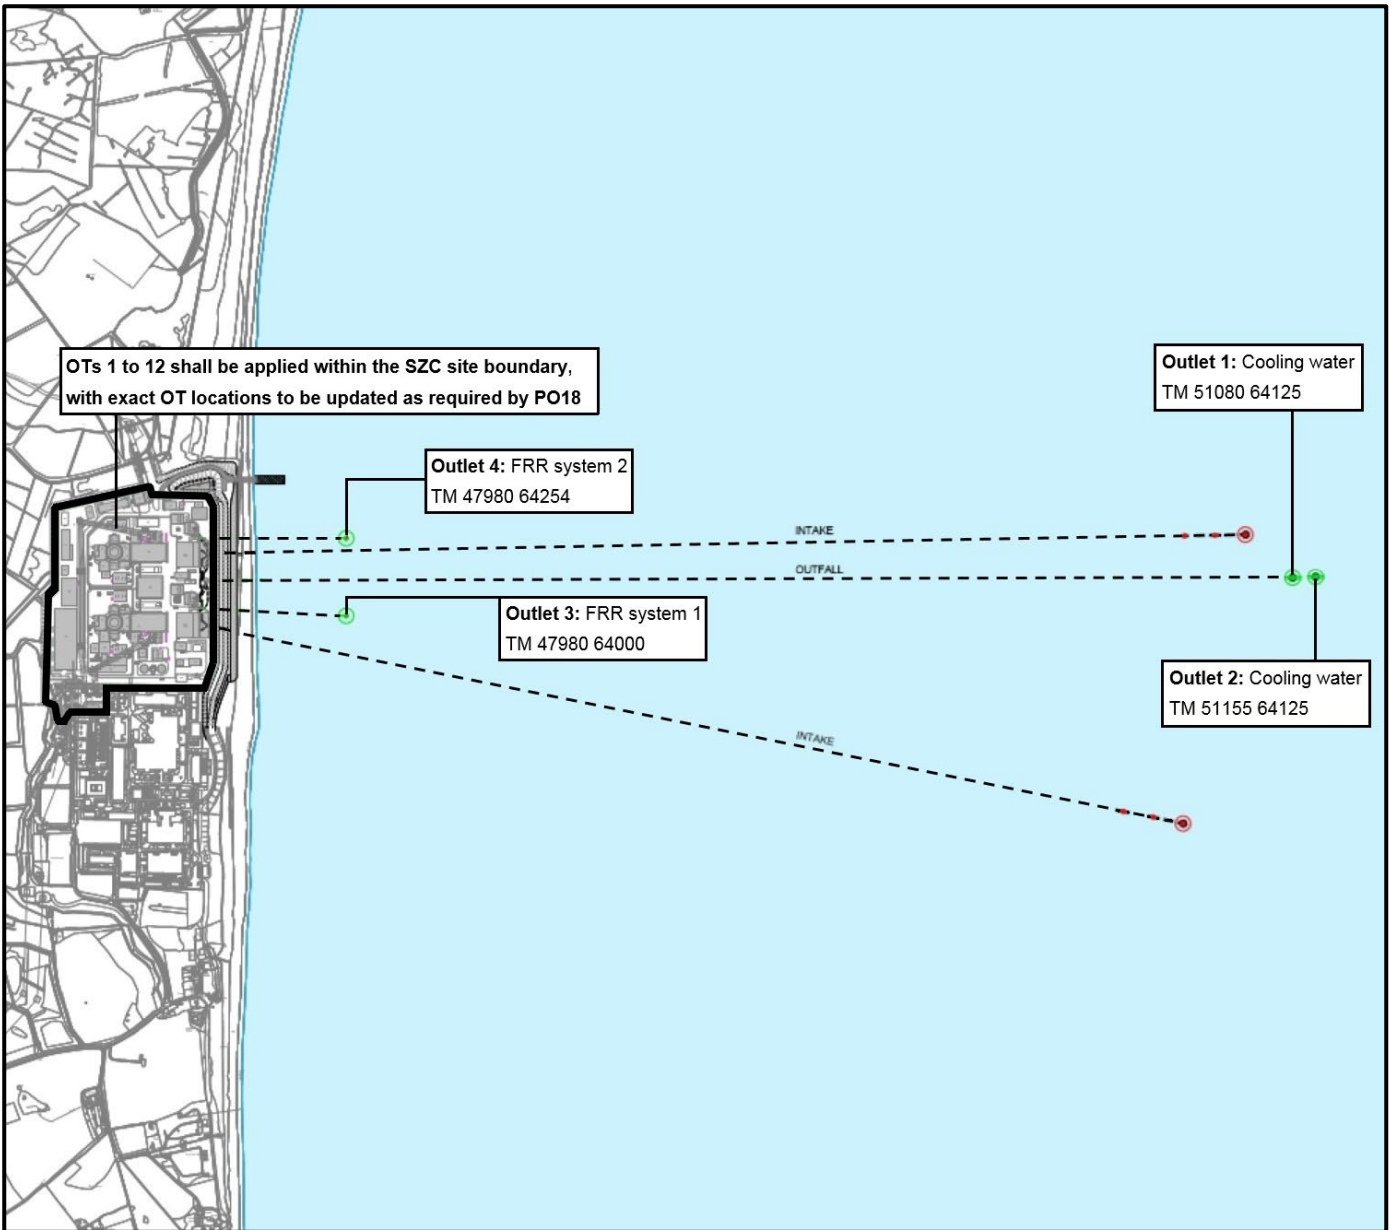 OTs 1 to 12 shall be applied within the SZC site boundary,
with exact OT locations to be updated as required by PO18
Outlet 1: Cooling water
TM 51080 64125
Outlet 4: FRR system 2
TM 47980 64254
INTAKE
OUTFALL
Outlet 3: FRR system 1
TM 47980 64000
Outlet 2: Cooling water
TM 51155 64125
INTAKE